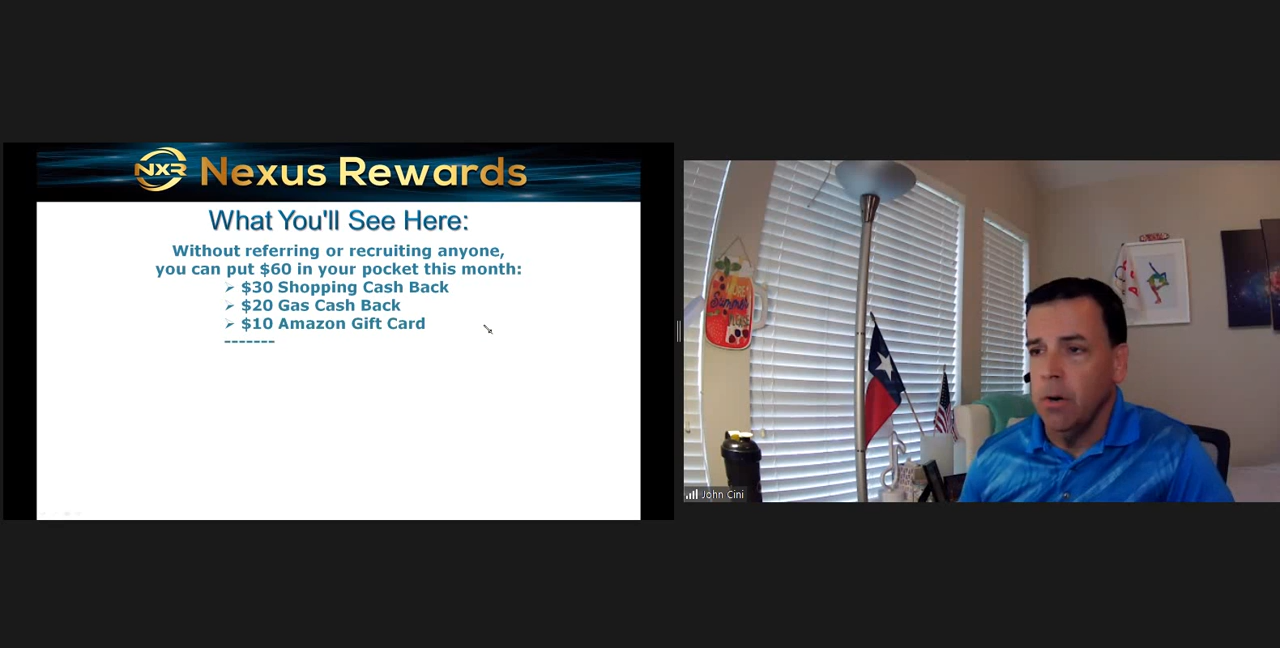 NXR Nexus Rewards
What You'll See Here:
Without referring or recruiting anyone,
you can put $60 in your pocket this month:
➢ $30 Shopping Cash Back
➢ $20 Gas Cash Back
➢ $10 Amazon Gift Card
-------
Summer
John Cini